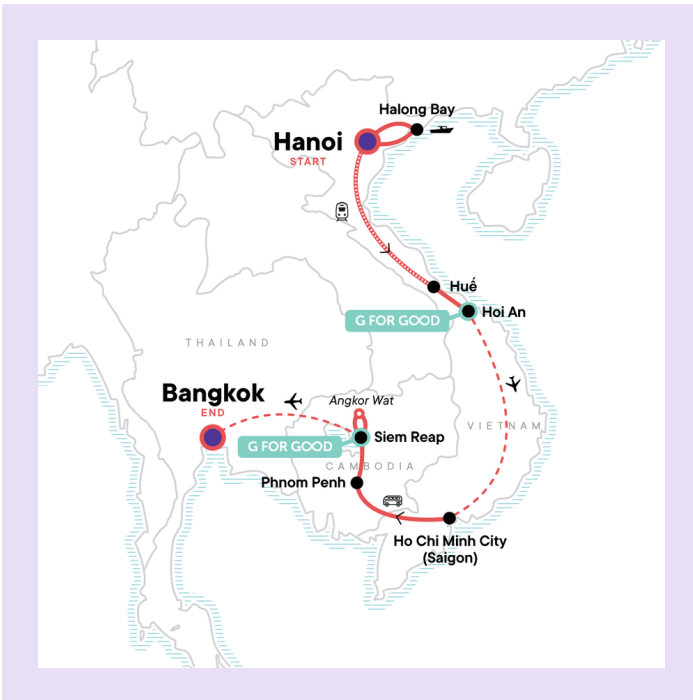 Halong Bay
Hanoi
START
Huế
G FOR GOOD
Hoi An
THAILAND
Bangkok
END
Angkor Wat
VIETNAM
G FOR GOOD
Siem Reap
CAMBODIA
Phnom Penh
Ho Chi Minh City
(Saigon)